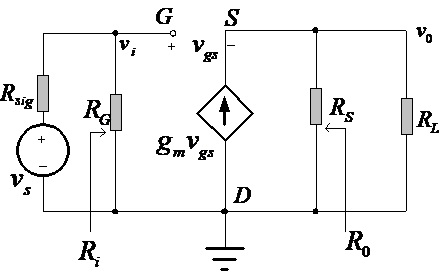 G S
v_i + v_gs − v_0
R_sig R_G R_S R_L
+
g_m v_gs
v_s −
D
R_i R_0